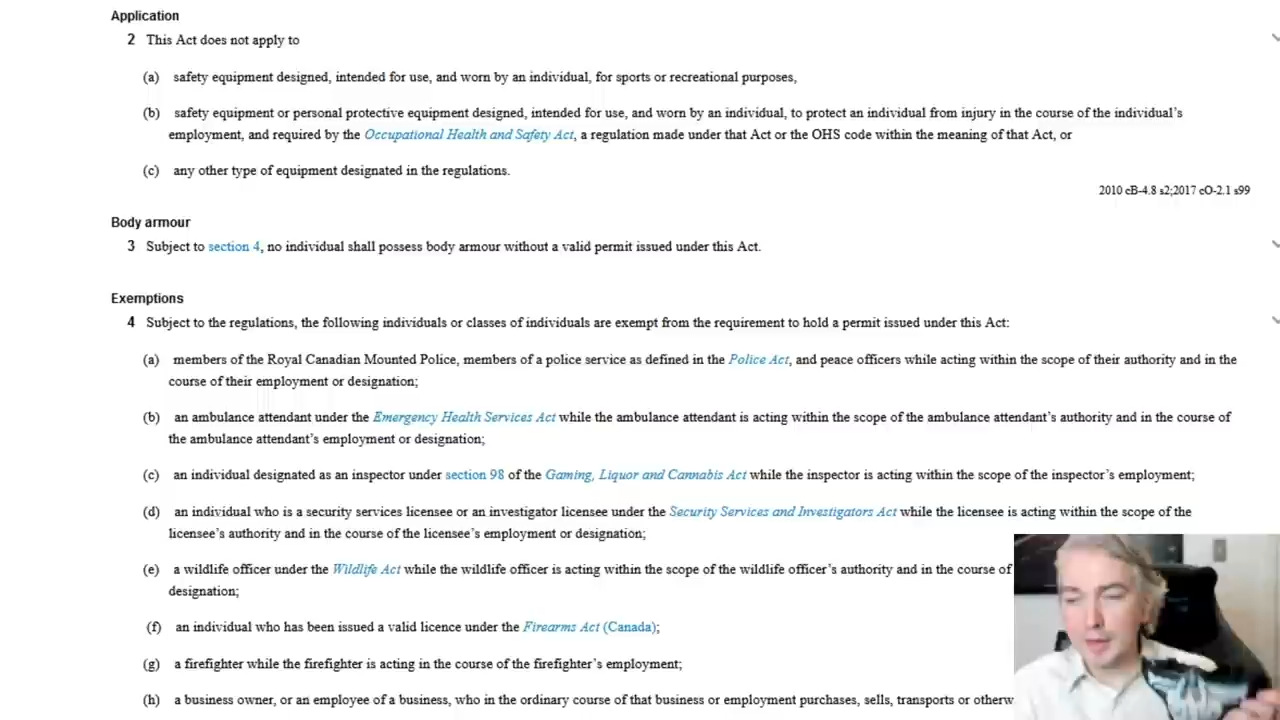 Application
2 This Act does not apply to
(a) safety equipment designed, intended for use, and worn by an individual, for sports or recreational purposes,
(b) safety equipment or personal protective equipment designed, intended for use, and worn by an individual, to protect an individual from injury in the course of the individual's
employment, and required by the Occupational Health and Safety Act, a regulation made under that Act or the OHS code within the meaning of that Act, or
(c) any other type of equipment designated in the regulations.
2010 cB-4.8 s2;2017 cO-2.1 s99
Body armour
3 Subject to section 4, no individual shall possess body armour without a valid permit issued under this Act.
Exemptions
4 Subject to the regulations, the following individuals or classes of individuals are exempt from the requirement to hold a permit issued under this Act:
(a) members of the Royal Canadian Mounted Police, members of a police service as defined in the Police Act, and peace officers while acting within the scope of their authority and in the
course of their employment or designation;
(b) an ambulance attendant under the Emergency Health Services Act while the ambulance attendant is acting within the scope of the ambulance attendant's authority and in the course of
the ambulance attendant's employment or designation;
(c) an individual designated as an inspector under section 98 of the Gaming, Liquor and Cannabis Act while the inspector is acting within the scope of the inspector's employment;
(d) an individual who is a security services licensee or an investigator licensee under the Security Services and Investigators Act while the licensee is acting within the scope of the
licensee's authority and in the course of the licensee's employment or designation;
(e) a wildlife officer under the Wildlife Act while the wildlife officer is acting within the scope of the wildlife officer's authority and in the course of
designation;
(f) an individual who has been issued a valid licence under the Firearms Act (Canada);
(g) a firefighter while the firefighter is acting in the course of the firefighter's employment;
(h) a business owner, or an employee of a business, who in the ordinary course of that business or employment purchases, sells, transports or otherw